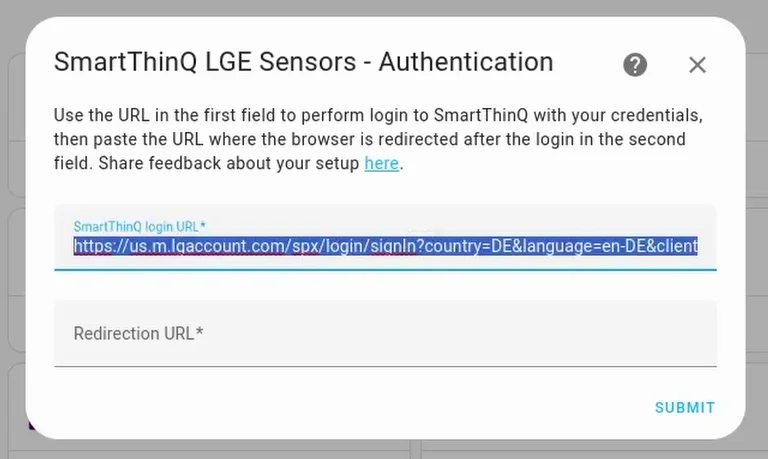 SmartThinQ LGE Sensors - Authentication
Use the URL in the first field to perform login to SmartThinQ with your credentials,
then paste the URL where the browser is redirected after the login in the second
field. Share feedback about your setup here.
SmartThinQ login URL*
https://us.m.lgaccount.com/spx/login/signIn?country=DE&language=en-DE&client
Redirection URL*
SUBMIT